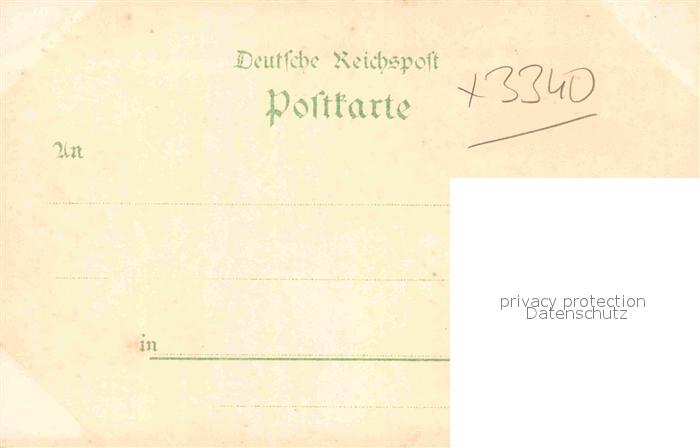 Deutſche Reichspoſt
Poſtkarte
x3340
An
privacy protection
Datenschutz
in